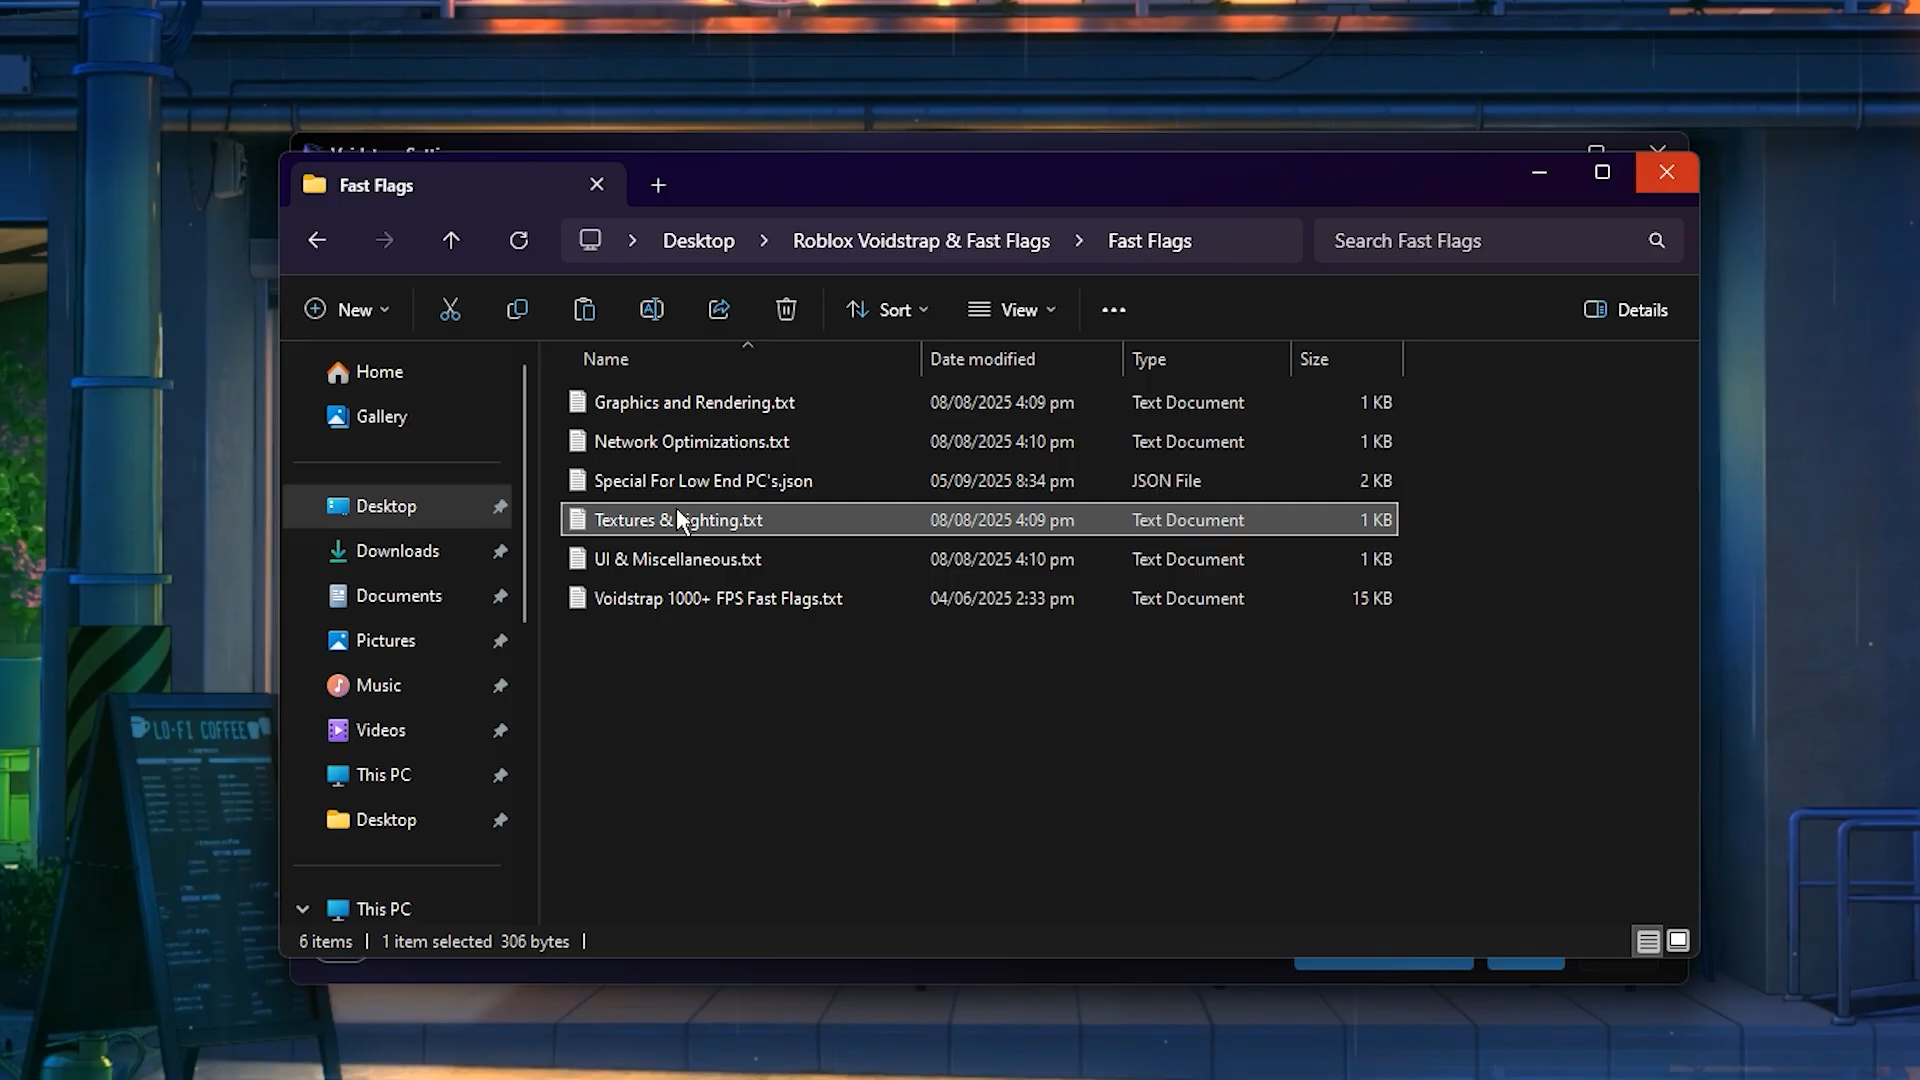 Fast Flags
Desktop > Roblox Voidstrap & Fast Flags > Fast Flags
Search Fast Flags
New
Sort
View
Details
Name Date modified Type Size
Home
Gallery
Desktop
Downloads
Documents
Pictures
Music
Videos
This PC
Desktop
This PC
Graphics and Rendering.txt 08/08/2025 4:09 pm Text Document 1 KB
Network Optimizations.txt 08/08/2025 4:10 pm Text Document 1 KB
Special For Low End PC's.json 05/09/2025 8:34 pm JSON File 2 KB
Textures & Lighting.txt 08/08/2025 4:09 pm Text Document 1 KB
UI & Miscellaneous.txt 08/08/2025 4:10 pm Text Document 1 KB
Voidstrap 1000+ FPS Fast Flags.txt 04/06/2025 2:33 pm Text Document 15 KB
6 items | 1 item selected 306 bytes |
LO-FI COFFEE